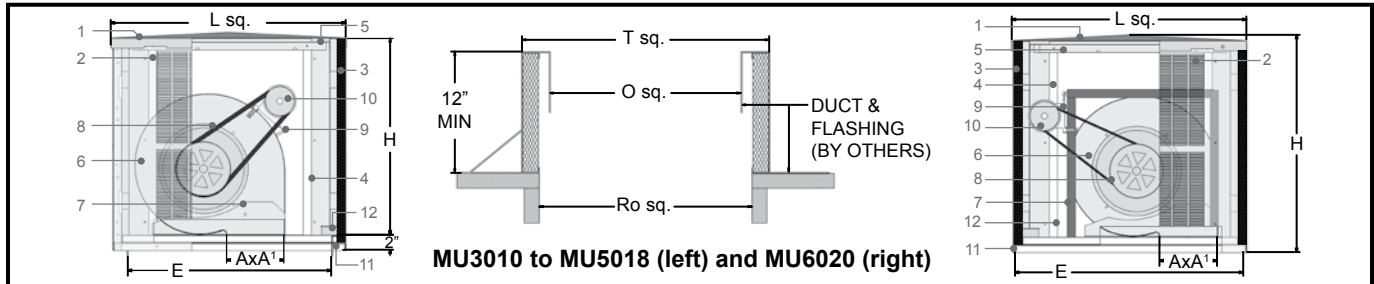 L sq.
1
5
2
3
10
8
9
6
H
4
7
12
2"
11
E
AxA¹
T sq.
12"
MIN
O sq.
DUCT &
FLASHING
(BY OTHERS)
Ro sq.
MU3010 to MU5018 (left) and MU6020 (right)
L sq.
1
5
2
3
4
9
10
H
6
8
7
12
11
E
AxA¹